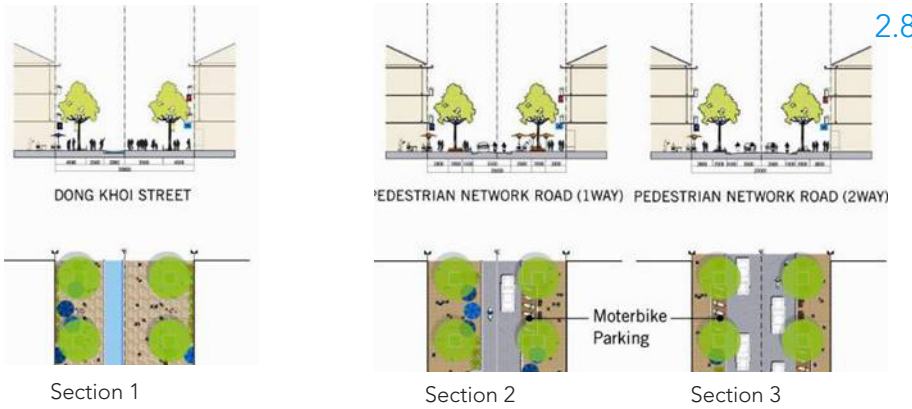 2.8
DONG KHOI STREET
PEDESTRIAN NETWORK ROAD (1WAY)
PEDESTRIAN NETWORK ROAD (2WAY)
Moterbike
Parking
Section 1
Section 2
Section 3